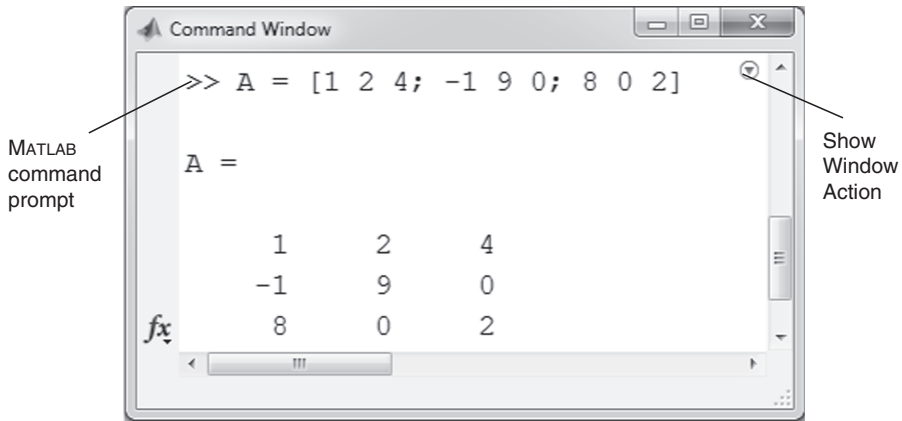 Command Window
>> A = [1 2 4; -1 9 0; 8 0 2]
MATLAB
command
prompt
Show
Window
Action
A =
1 2 4
-1 9 0
8 0 2
fx